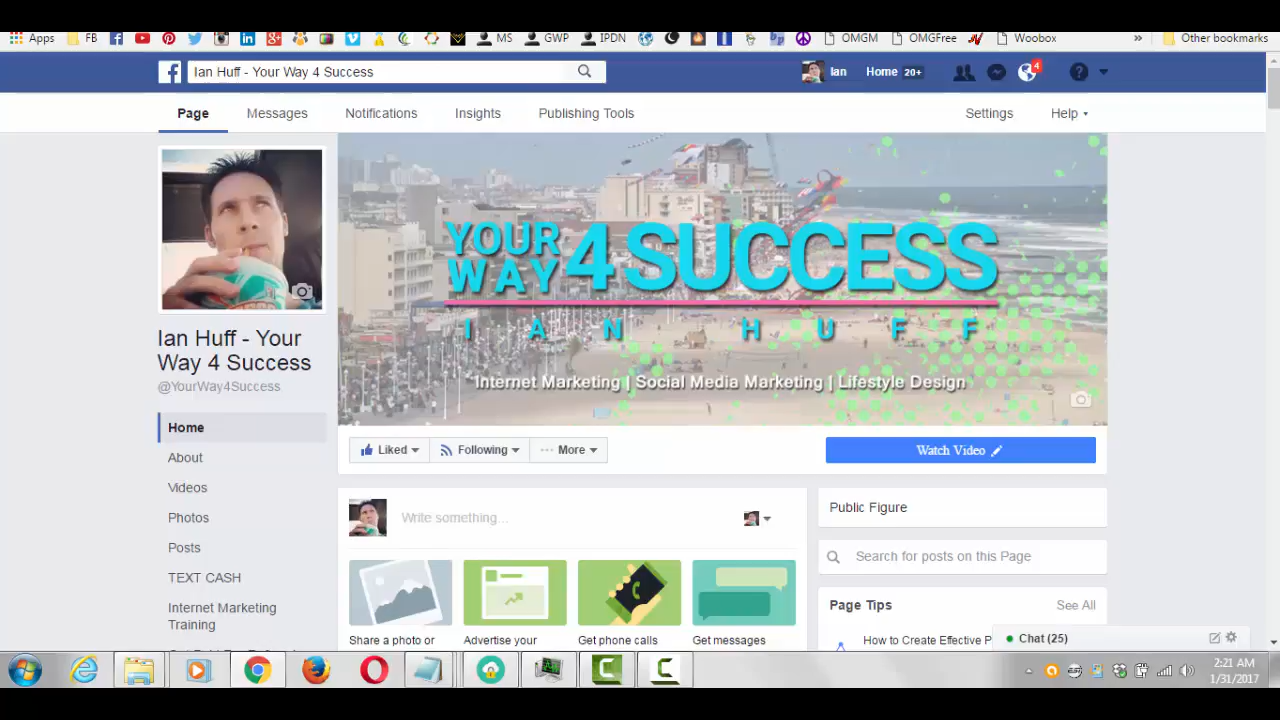 Apps FB MS GWP IPDN OMGM OMGFree Woobox » Other bookmarks
Ian Huff - Your Way 4 Success Ian Home 20+ 4
Page Messages Notifications Insights Publishing Tools Settings Help
YOUR WAY 4 SUCCESS
IAN HUFF
Internet Marketing | Social Media Marketing | Lifestyle Design
Ian Huff - Your
Way 4 Success
@YourWay4Success
Home
About
Videos
Photos
Posts
TEXT CASH
Internet Marketing
Training
Liked Following ... More Watch Video
Write something...
Share a photo or Advertise your Get phone calls Get messages
Public Figure
Search for posts on this Page
Page Tips See All
How to Create Effective P
Chat (25)
2:21 AM
1/31/2017